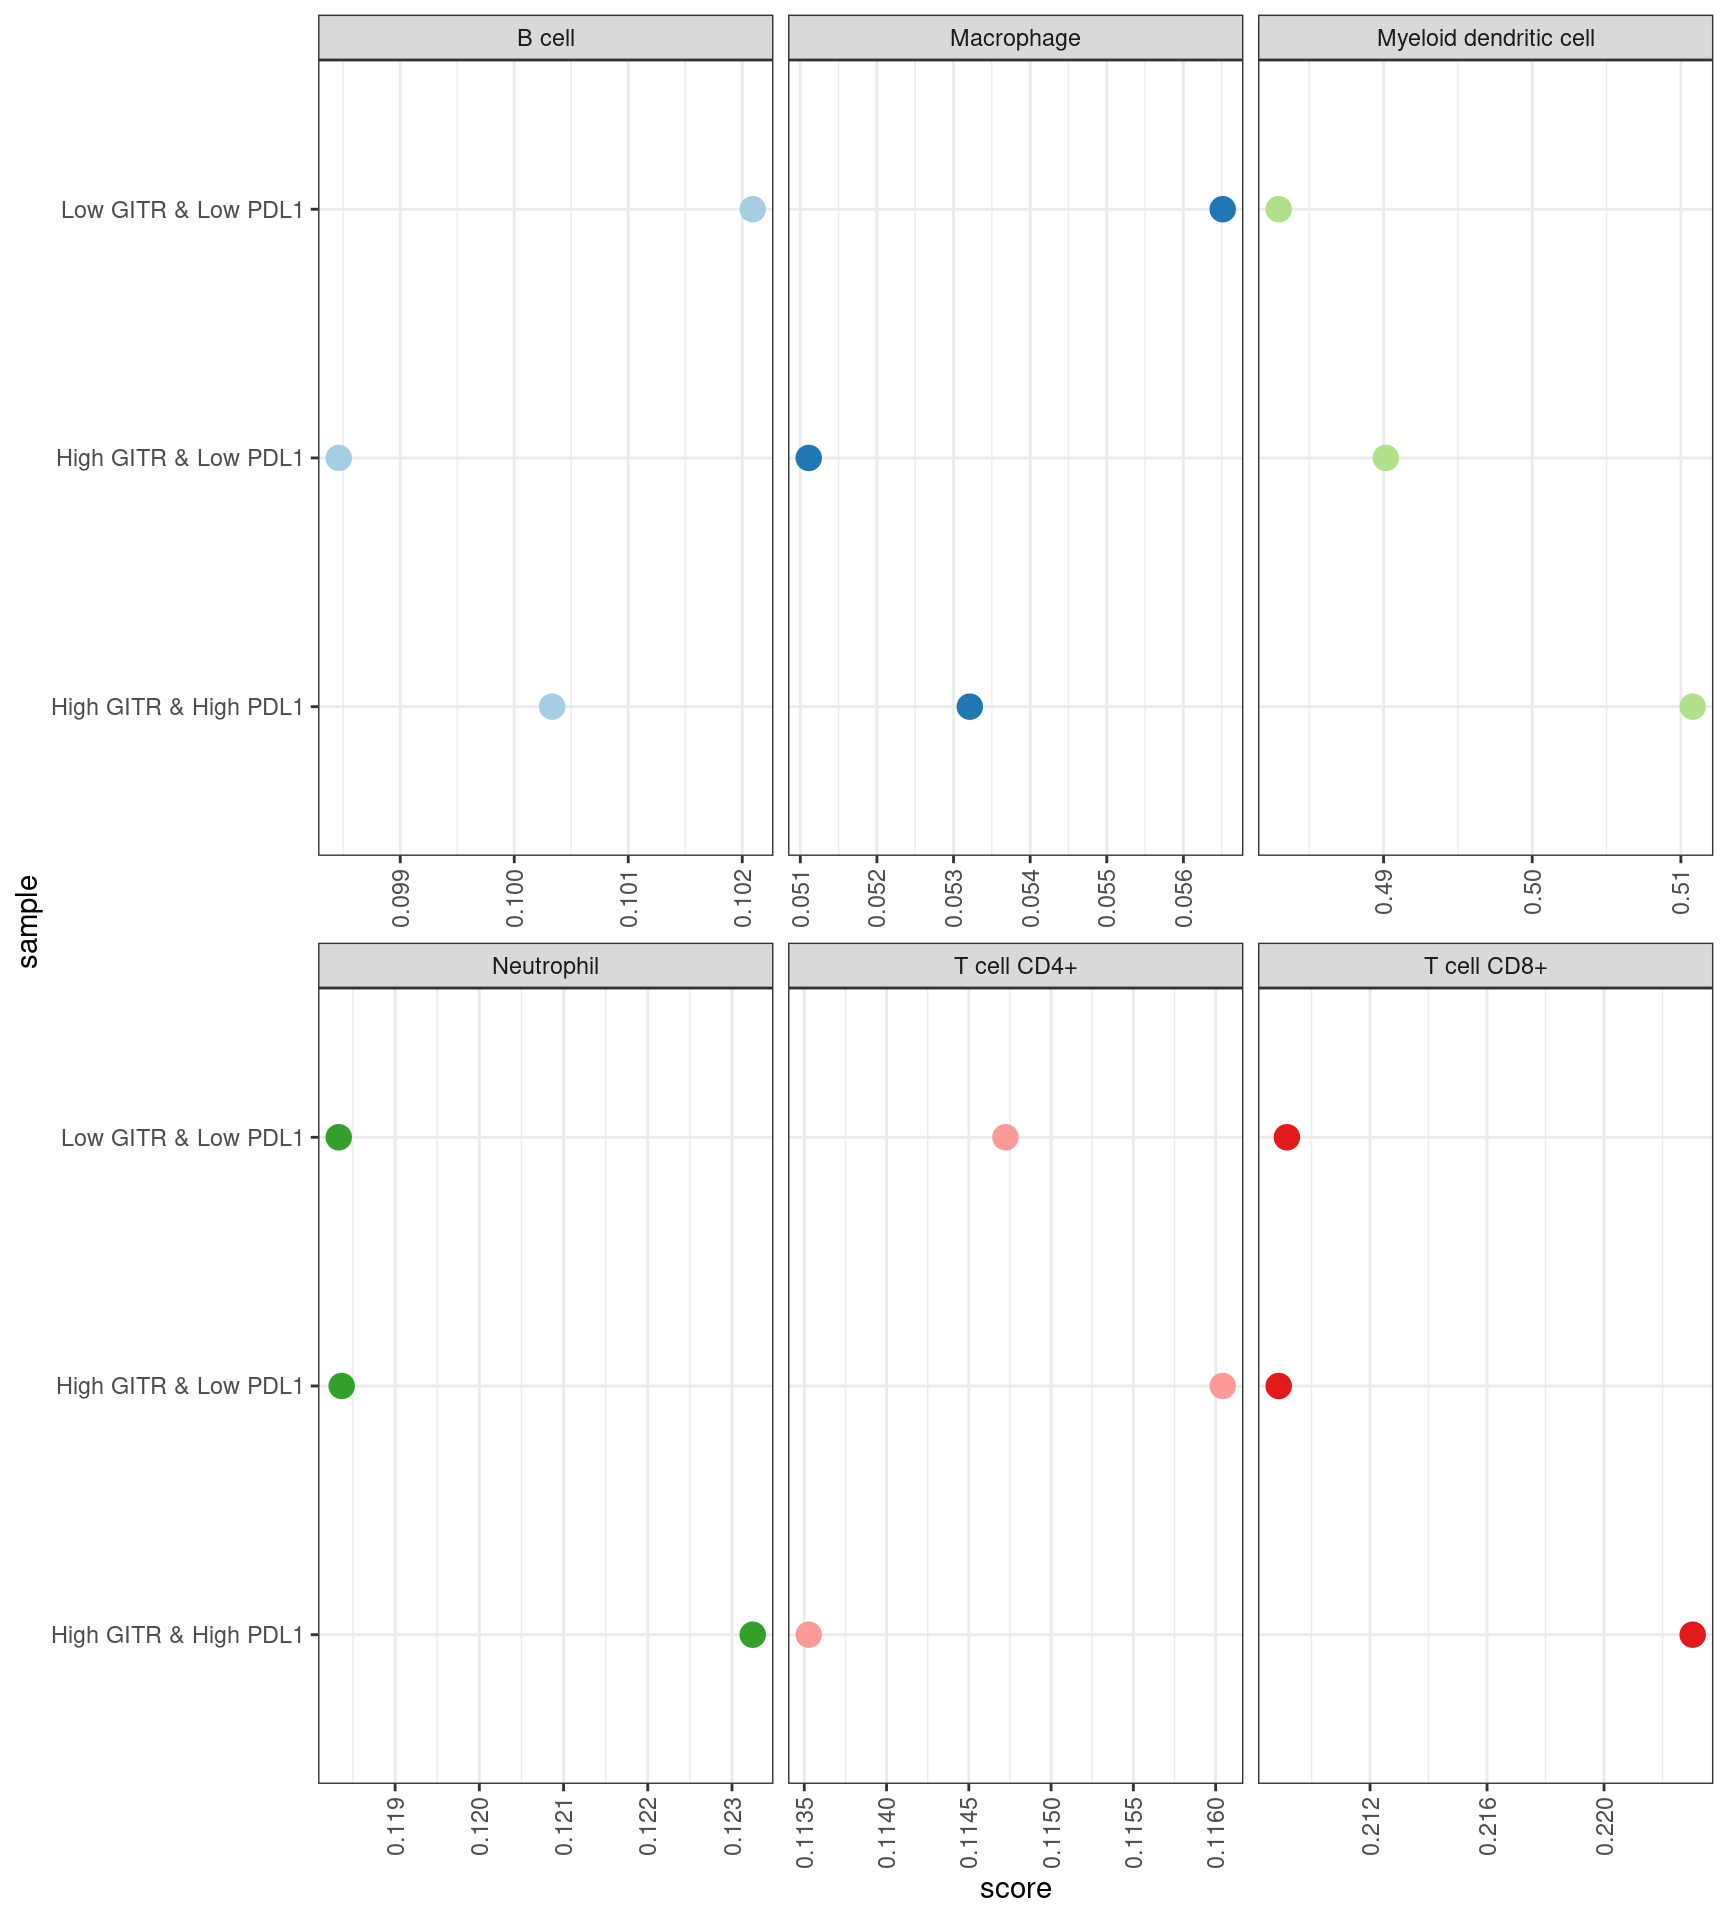 B cell
Macrophage
Myeloid dendritic cell
Low GITR & Low PDL1
High GITR & Low PDL1
High GITR & High PDL1
0.099
0.100
0.101
0.102
0.051
0.052
0.053
0.054
0.055
0.056
0.49
0.50
0.51
sample
Neutrophil
T cell CD4+
T cell CD8+
Low GITR & Low PDL1
High GITR & Low PDL1
High GITR & High PDL1
0.119
0.120
0.121
0.122
0.123
0.1135
0.1140
0.1145
0.1150
0.1155
0.1160
0.212
0.216
0.220
score